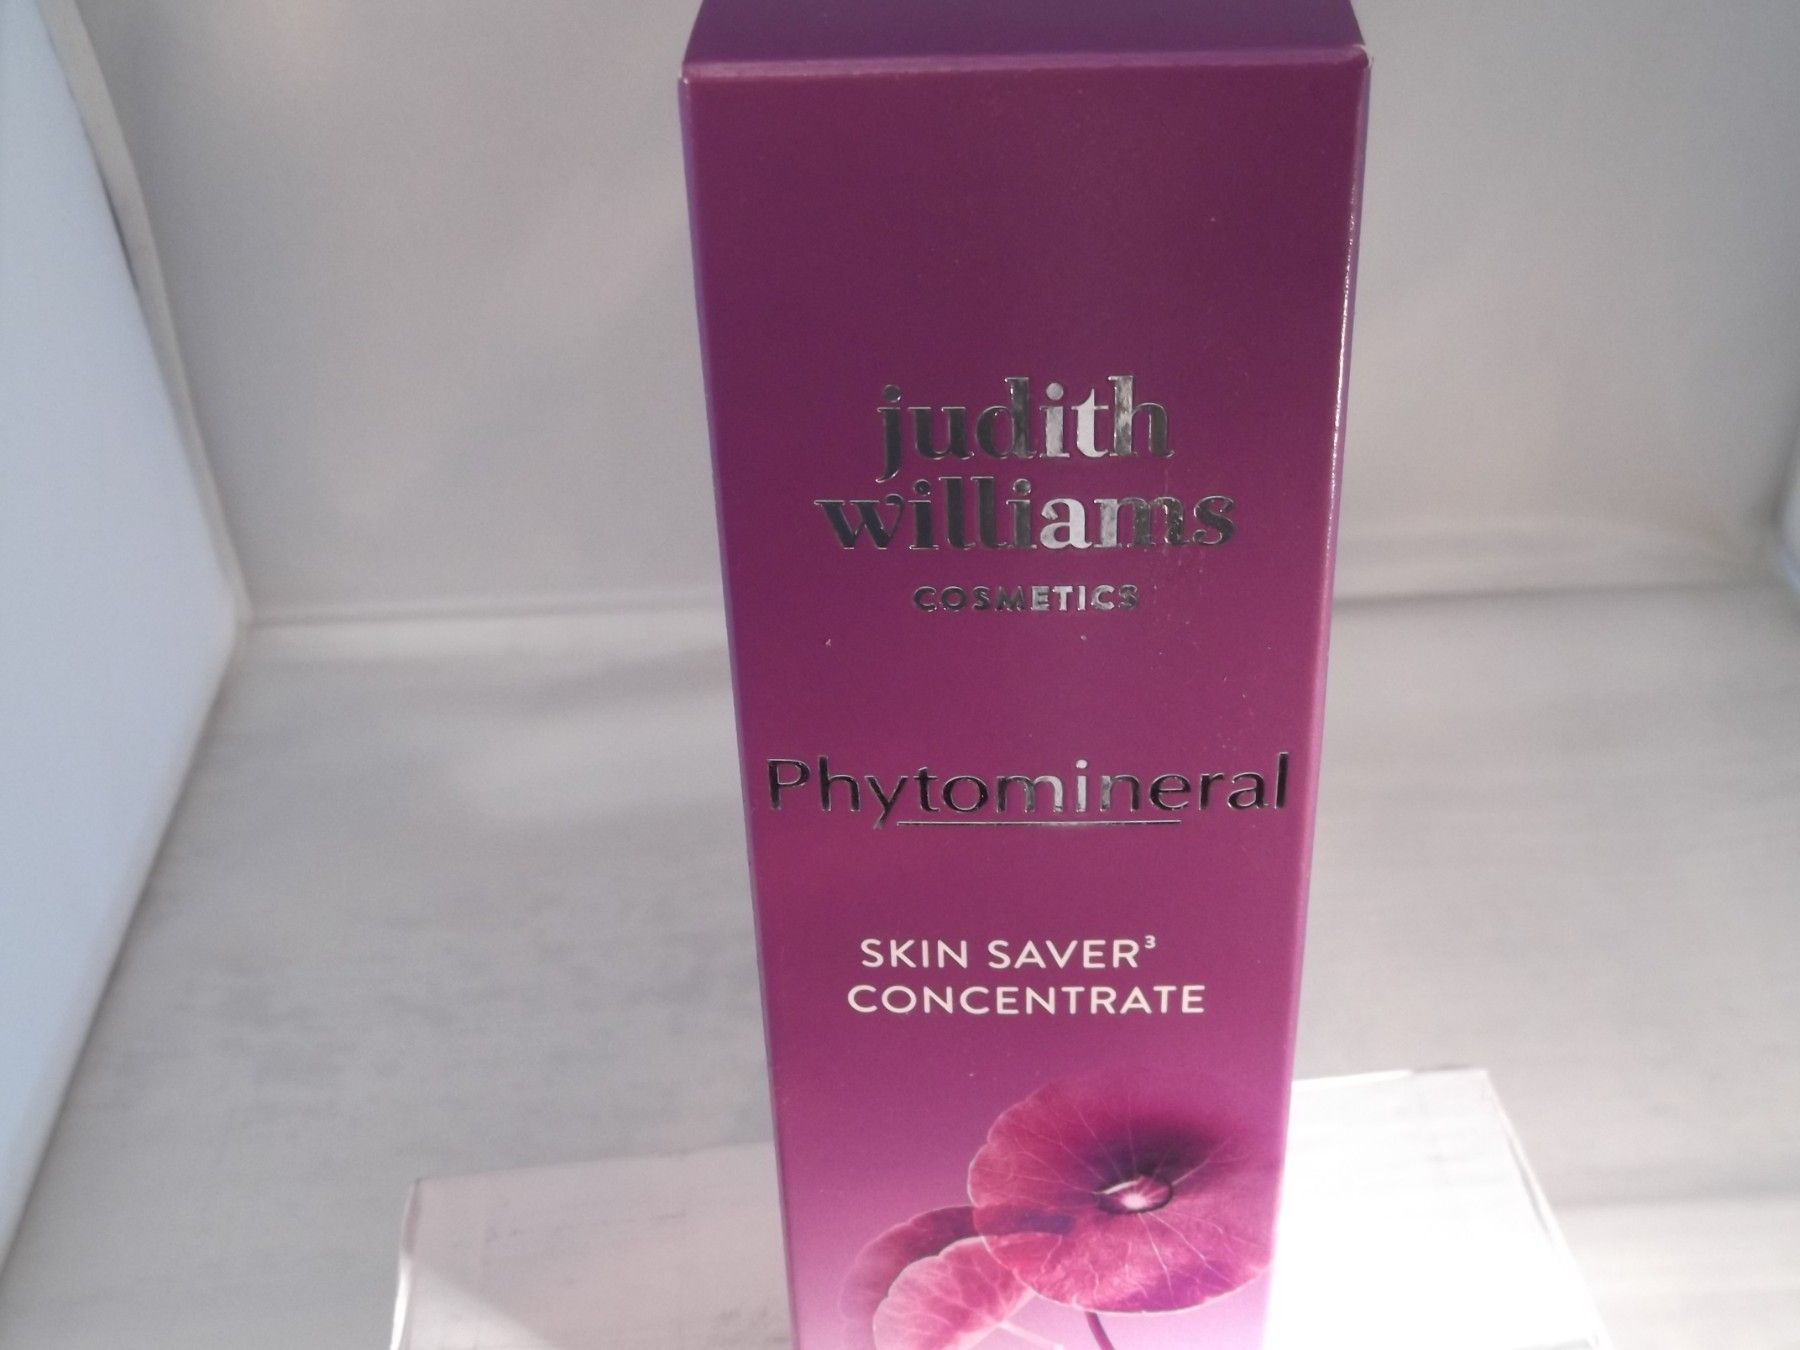 judith
williams
COSMETICS
Phytomineral
SKIN SAVER³
CONCENTRATE